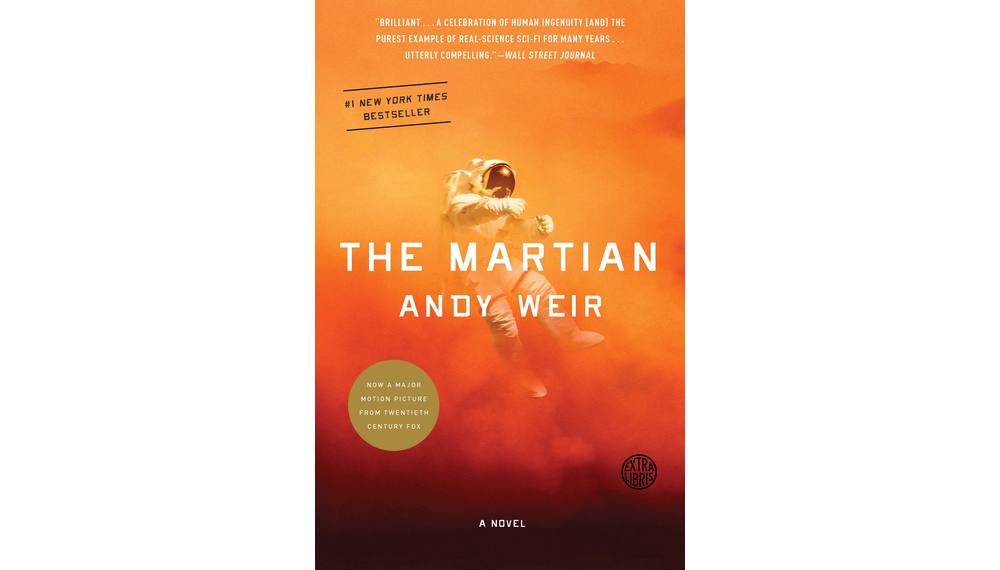 “BRILLIANT . . . A CELEBRATION OF HUMAN INGENUITY [AND] THE
PUREST EXAMPLE OF REAL-SCIENCE SCI-FI FOR MANY YEARS . . .
UTTERLY COMPELLING.” —WALL STREET JOURNAL
#1 NEW YORK TIMES
BESTSELLER
THE MARTIAN
ANDY WEIR
NOW A MAJOR
MOTION PICTURE
FROM TWENTIETH
CENTURY FOX
EXTRA
LIBRIS
A NOVEL